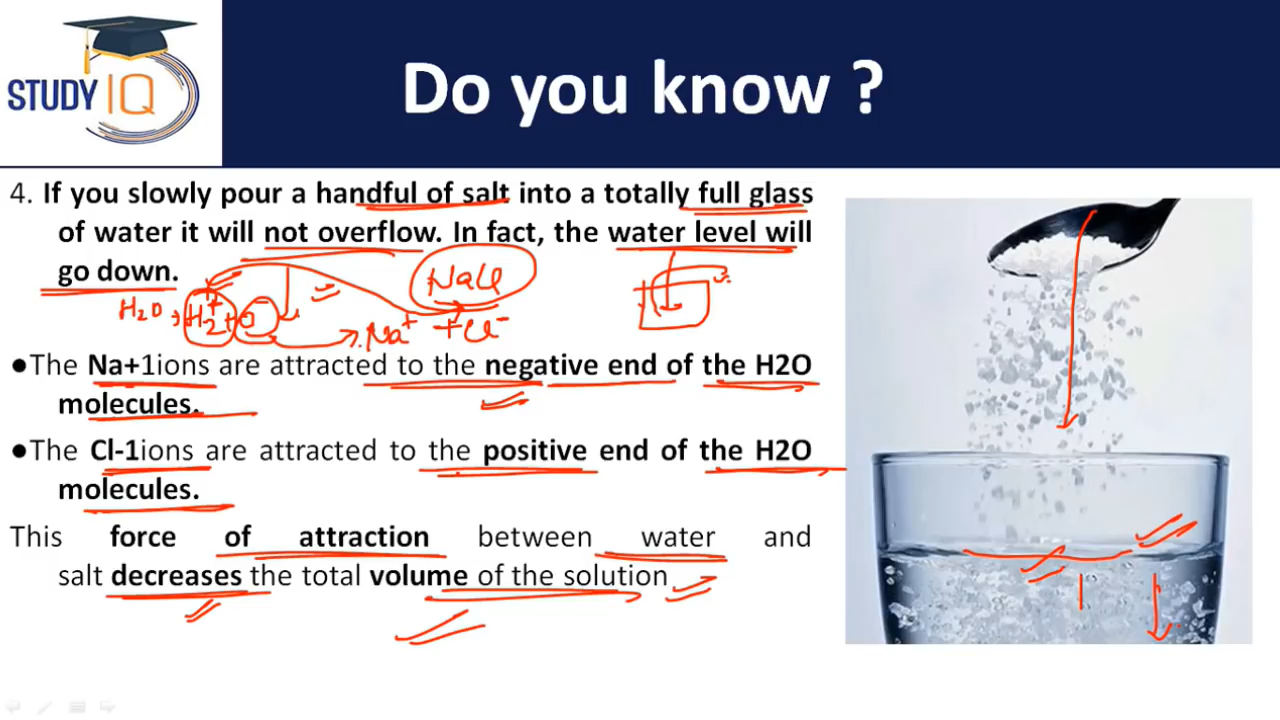 STUDY IQ
Do you know ?
4. If you slowly pour a handful of salt into a totally full glass
of water it will not overflow. In fact, the water level will
go down.
NaCl
H2O → H2+ + O-
Na+ + Cl-
●The Na+1ions are attracted to the negative end of the H2O
molecules.
●The Cl-1ions are attracted to the positive end of the H2O
molecules.
This force of attraction between water and
salt decreases the total volume of the solution